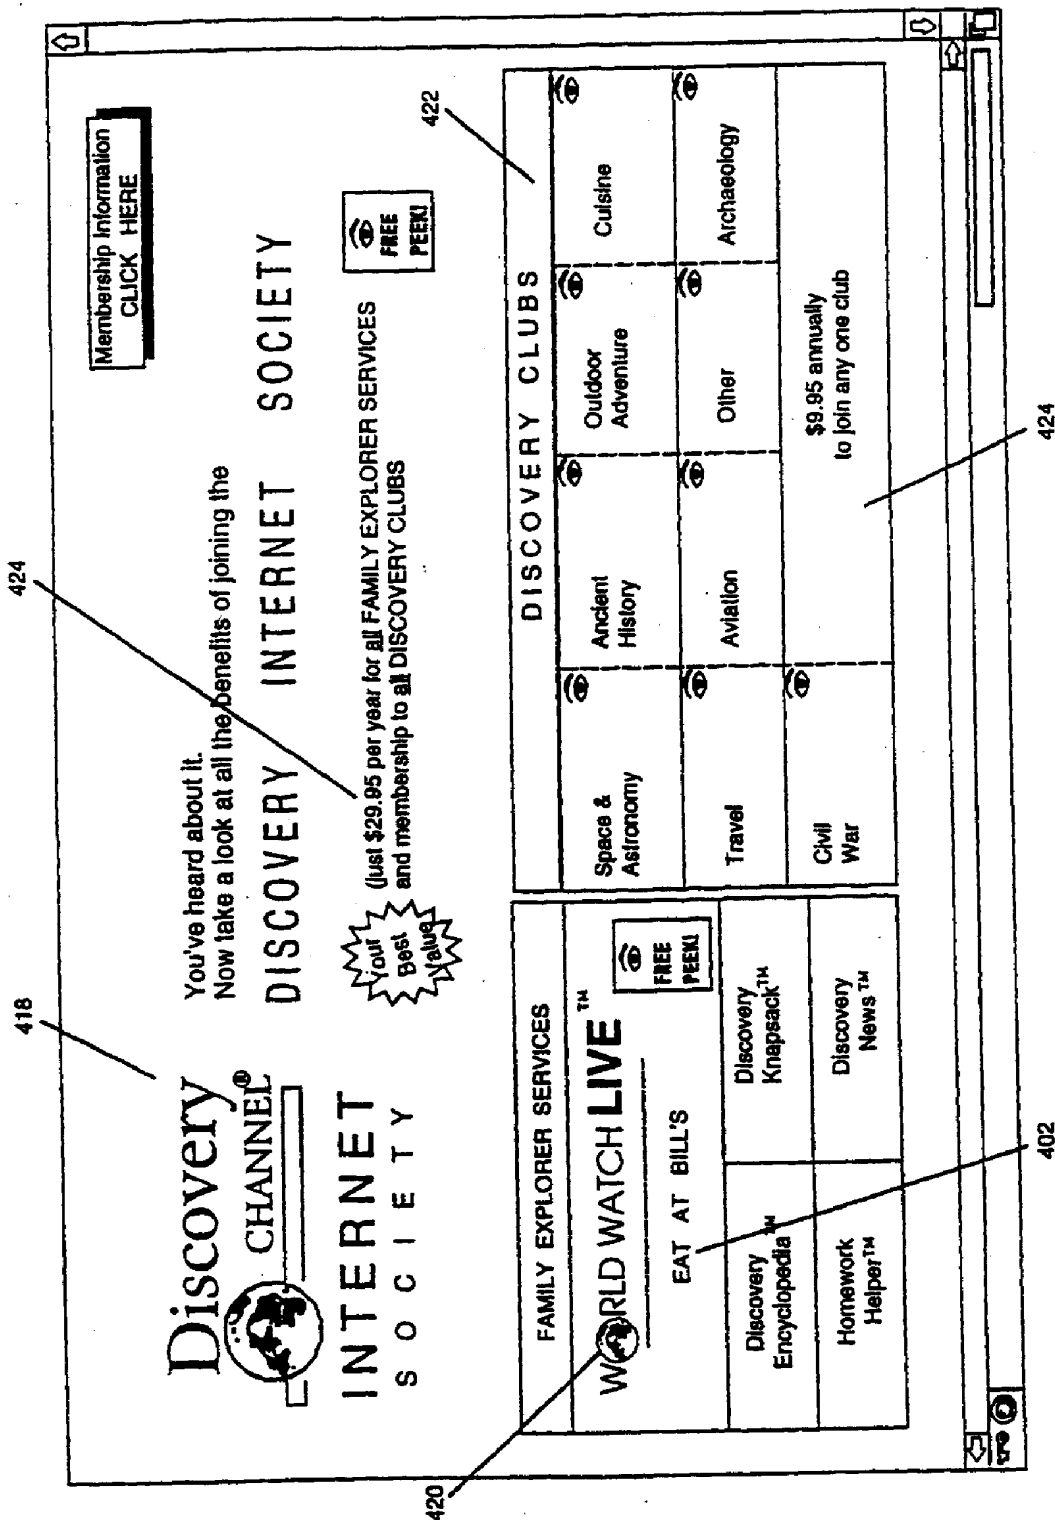 418
424
422
Membership Information
CLICK HERE
Discovery
CHANNEL®
INTERNET
SOCIETY
You've heard about it.
Now take a look at all the benefits of joining the
DISCOVERY INTERNET SOCIETY
Your
Best
Value
(just $29.95 per year for all FAMILY EXPLORER SERVICES
and membership to all DISCOVERY CLUBS
FREE
PEEK!
420
FAMILY EXPLORER SERVICES
WORLD WATCH LIVE™
FREE
PEEK!
EAT AT BILL'S
Discovery
Encyclopedia™
Discovery
Knapsack™
Homework
Helper™
Discovery
News™
DISCOVERY CLUBS
Space &
Astronomy
Ancient
History
Outdoor
Adventure
Cuisine
Travel
Aviation
Other
Archaeology
Civil
War
$9.95 annually
to join any one club
402
424